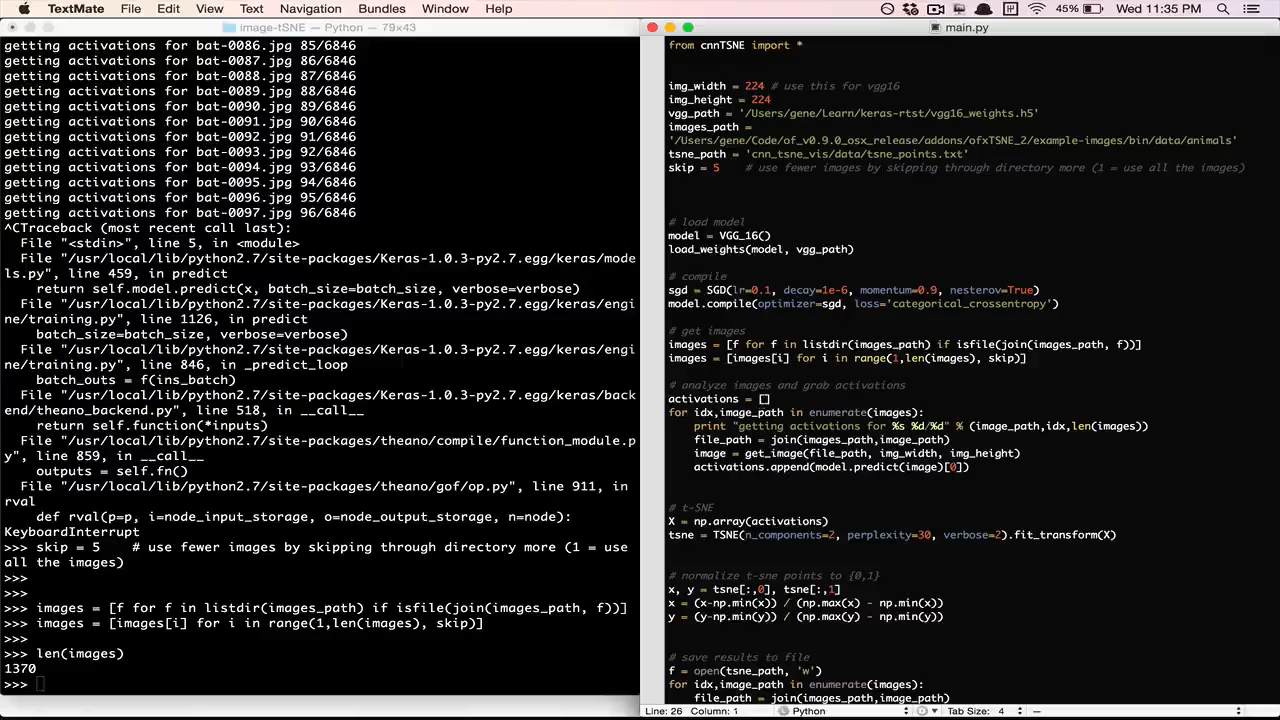 TextMate File Edit View Text Navigation Bundles Window Help 45% Wed 11:35 PM
image-tSNE — Python — 79×43
getting activations for bat-0086.jpg 85/6846
getting activations for bat-0087.jpg 86/6846
getting activations for bat-0088.jpg 87/6846
getting activations for bat-0089.jpg 88/6846
getting activations for bat-0090.jpg 89/6846
getting activations for bat-0091.jpg 90/6846
getting activations for bat-0092.jpg 91/6846
getting activations for bat-0093.jpg 92/6846
getting activations for bat-0094.jpg 93/6846
getting activations for bat-0095.jpg 94/6846
getting activations for bat-0096.jpg 95/6846
getting activations for bat-0097.jpg 96/6846
^CTraceback (most recent call last):
  File "<stdin>", line 5, in <module>
  File "/usr/local/lib/python2.7/site-packages/Keras-1.0.3-py2.7.egg/keras/mode
ls.py", line 459, in predict
    return self.model.predict(x, batch_size=batch_size, verbose=verbose)
  File "/usr/local/lib/python2.7/site-packages/Keras-1.0.3-py2.7.egg/keras/engi
ne/training.py", line 1126, in predict
    batch_size=batch_size, verbose=verbose)
  File "/usr/local/lib/python2.7/site-packages/Keras-1.0.3-py2.7.egg/keras/engi
ne/training.py", line 846, in _predict_loop
    batch_outs = f(ins_batch)
  File "/usr/local/lib/python2.7/site-packages/Keras-1.0.3-py2.7.egg/keras/back
end/theano_backend.py", line 518, in __call__
    return self.function(*inputs)
  File "/usr/local/lib/python2.7/site-packages/theano/compile/function_module.p
y", line 859, in __call__
    outputs = self.fn()
  File "/usr/local/lib/python2.7/site-packages/theano/gof/op.py", line 911, in
rval
    def rval(p=p, i=node_input_storage, o=node_output_storage, n=node):
KeyboardInterrupt
>>> skip = 5    # use fewer images by skipping through directory more (1 = use
all the images)
>>>
>>>
>>> images = [f for f in listdir(images_path) if isfile(join(images_path, f))]
>>> images = [images[i] for i in range(1,len(images), skip)]
>>>
>>> len(images)
1370
>>>
main.py
from cnnTSNE import *
img_width = 224 # use this for vgg16
img_height = 224
vgg_path = '/Users/gene/Learn/keras-rtst/vgg16_weights.h5'
images_path =
'/Users/gene/Code/of_v0.9.0_osx_release/addons/ofxTSNE_2/example-images/bin/data/animals'
tsne_path = 'cnn_tsne_vis/data/tsne_points.txt'
skip = 5    # use fewer images by skipping through directory more (1 = use all the images)
# load model
model = VGG_16()
load_weights(model, vgg_path)
# compile
sgd = SGD(lr=0.1, decay=1e-6, momentum=0.9, nesterov=True)
model.compile(optimizer=sgd, loss='categorical_crossentropy')
# get images
images = [f for f in listdir(images_path) if isfile(join(images_path, f))]
images = [images[i] for i in range(1,len(images), skip)]
# analyze images and grab activations
activations = []
for idx,image_path in enumerate(images):
    print "getting activations for %s %d/%d" % (image_path,idx,len(images))
    file_path = join(images_path,image_path)
    image = get_image(file_path, img_width, img_height)
    activations.append(model.predict(image)[0])
# t-SNE
X = np.array(activations)
tsne = TSNE(n_components=2, perplexity=30, verbose=2).fit_transform(X)
# normalize t-sne points to {0,1}
x, y = tsne[:,0], tsne[:,1]
x = (x-np.min(x)) / (np.max(x) - np.min(x))
y = (y-np.min(y)) / (np.max(y) - np.min(y))
# save results to file
f = open(tsne_path, 'w')
for idx,image_path in enumerate(images):
    file_path = join(images_path,image_path)
Line: 26 Column: 1 Python Tab Size: 4 —